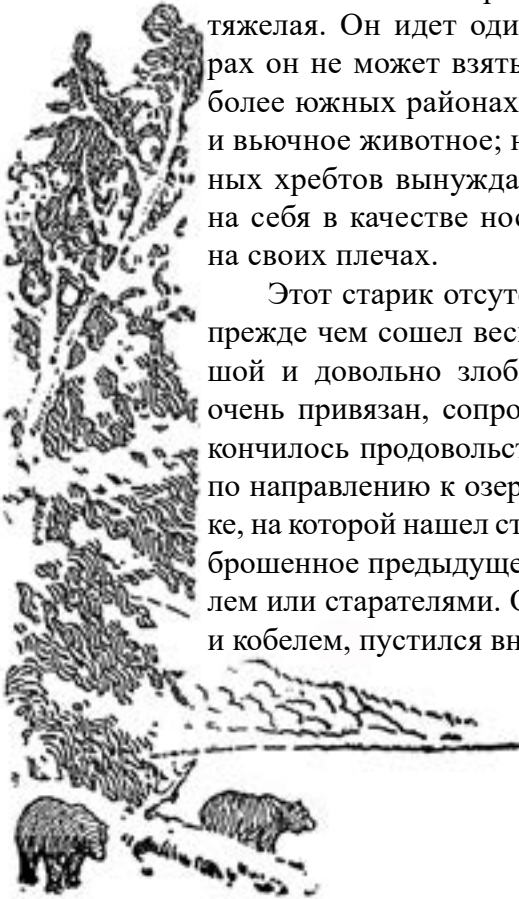 тяжелая. Он идет оди
рах он не может взять
более южных районах
и вьючное животное; н
ных хребтов вынужда
на себя в качестве нос
на своих плечах.
Этот старик отсут
прежде чем сошел вес
шой и довольно злоб
очень привязан, сопро
кончилось продовольст
по направлению к озер
ке, на которой нашел ст
брошенное предыдуще
лем или старателями. О
и кобелем, пустился вн